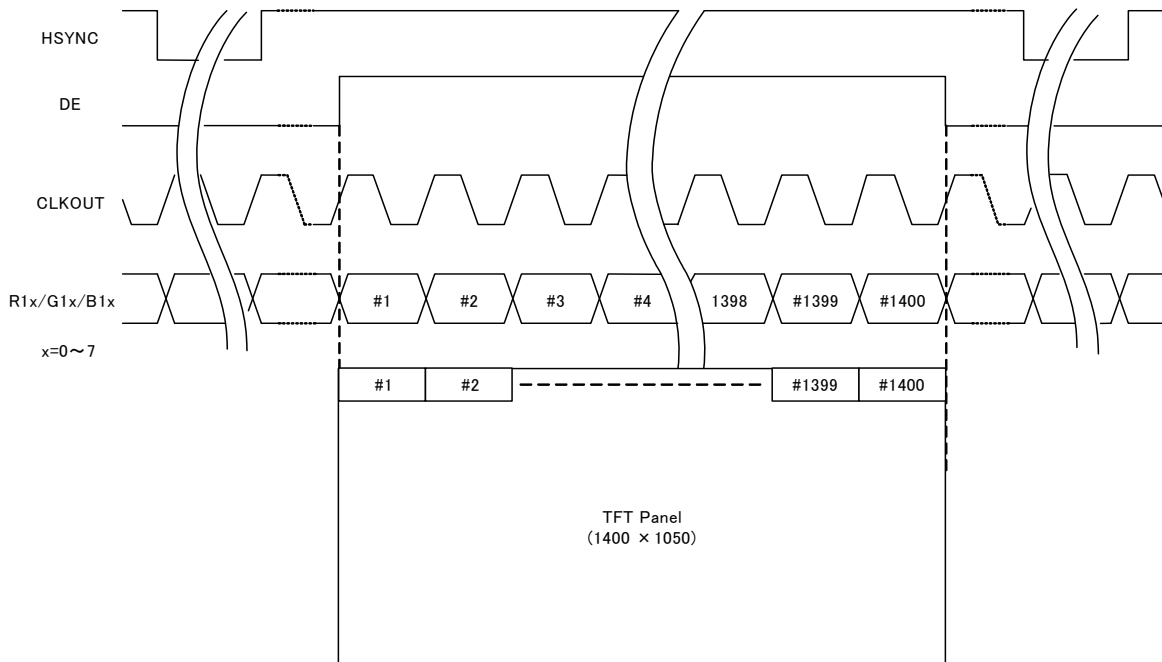 HSYNC
DE
CLKOUT
R1x/G1x/B1x
#1 #2 #3 #4 1398 #1399 #1400
x=0～7
#1 #2 #1399 #1400
TFT Panel
(1400 × 1050)